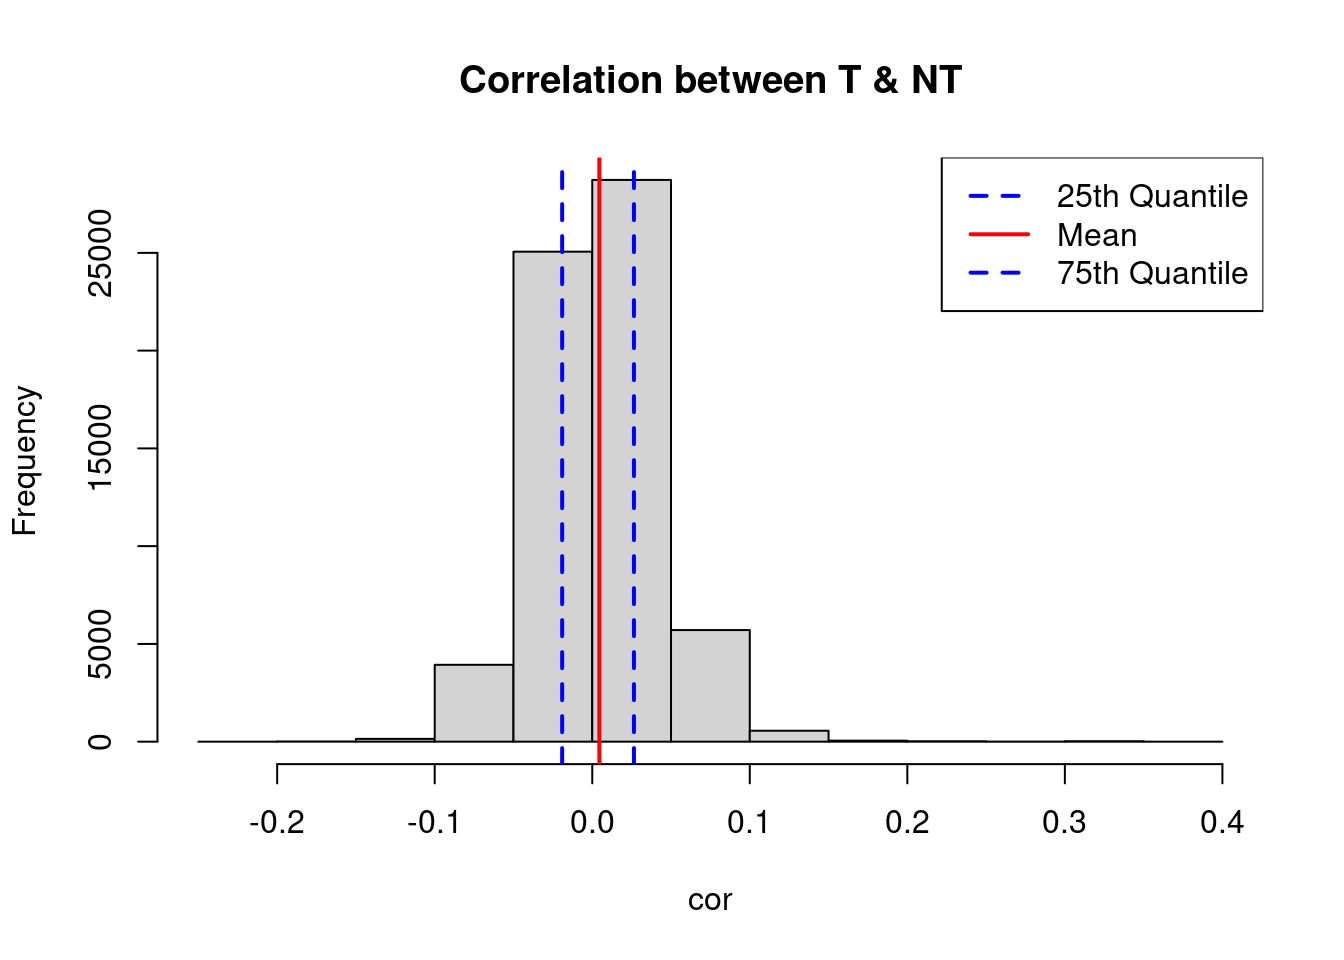 Correlation between T & NT
25th Quantile
Mean
75th Quantile
Frequency
25000
15000
5000
0
-0.2 -0.1 0.0 0.1 0.2 0.3 0.4
cor